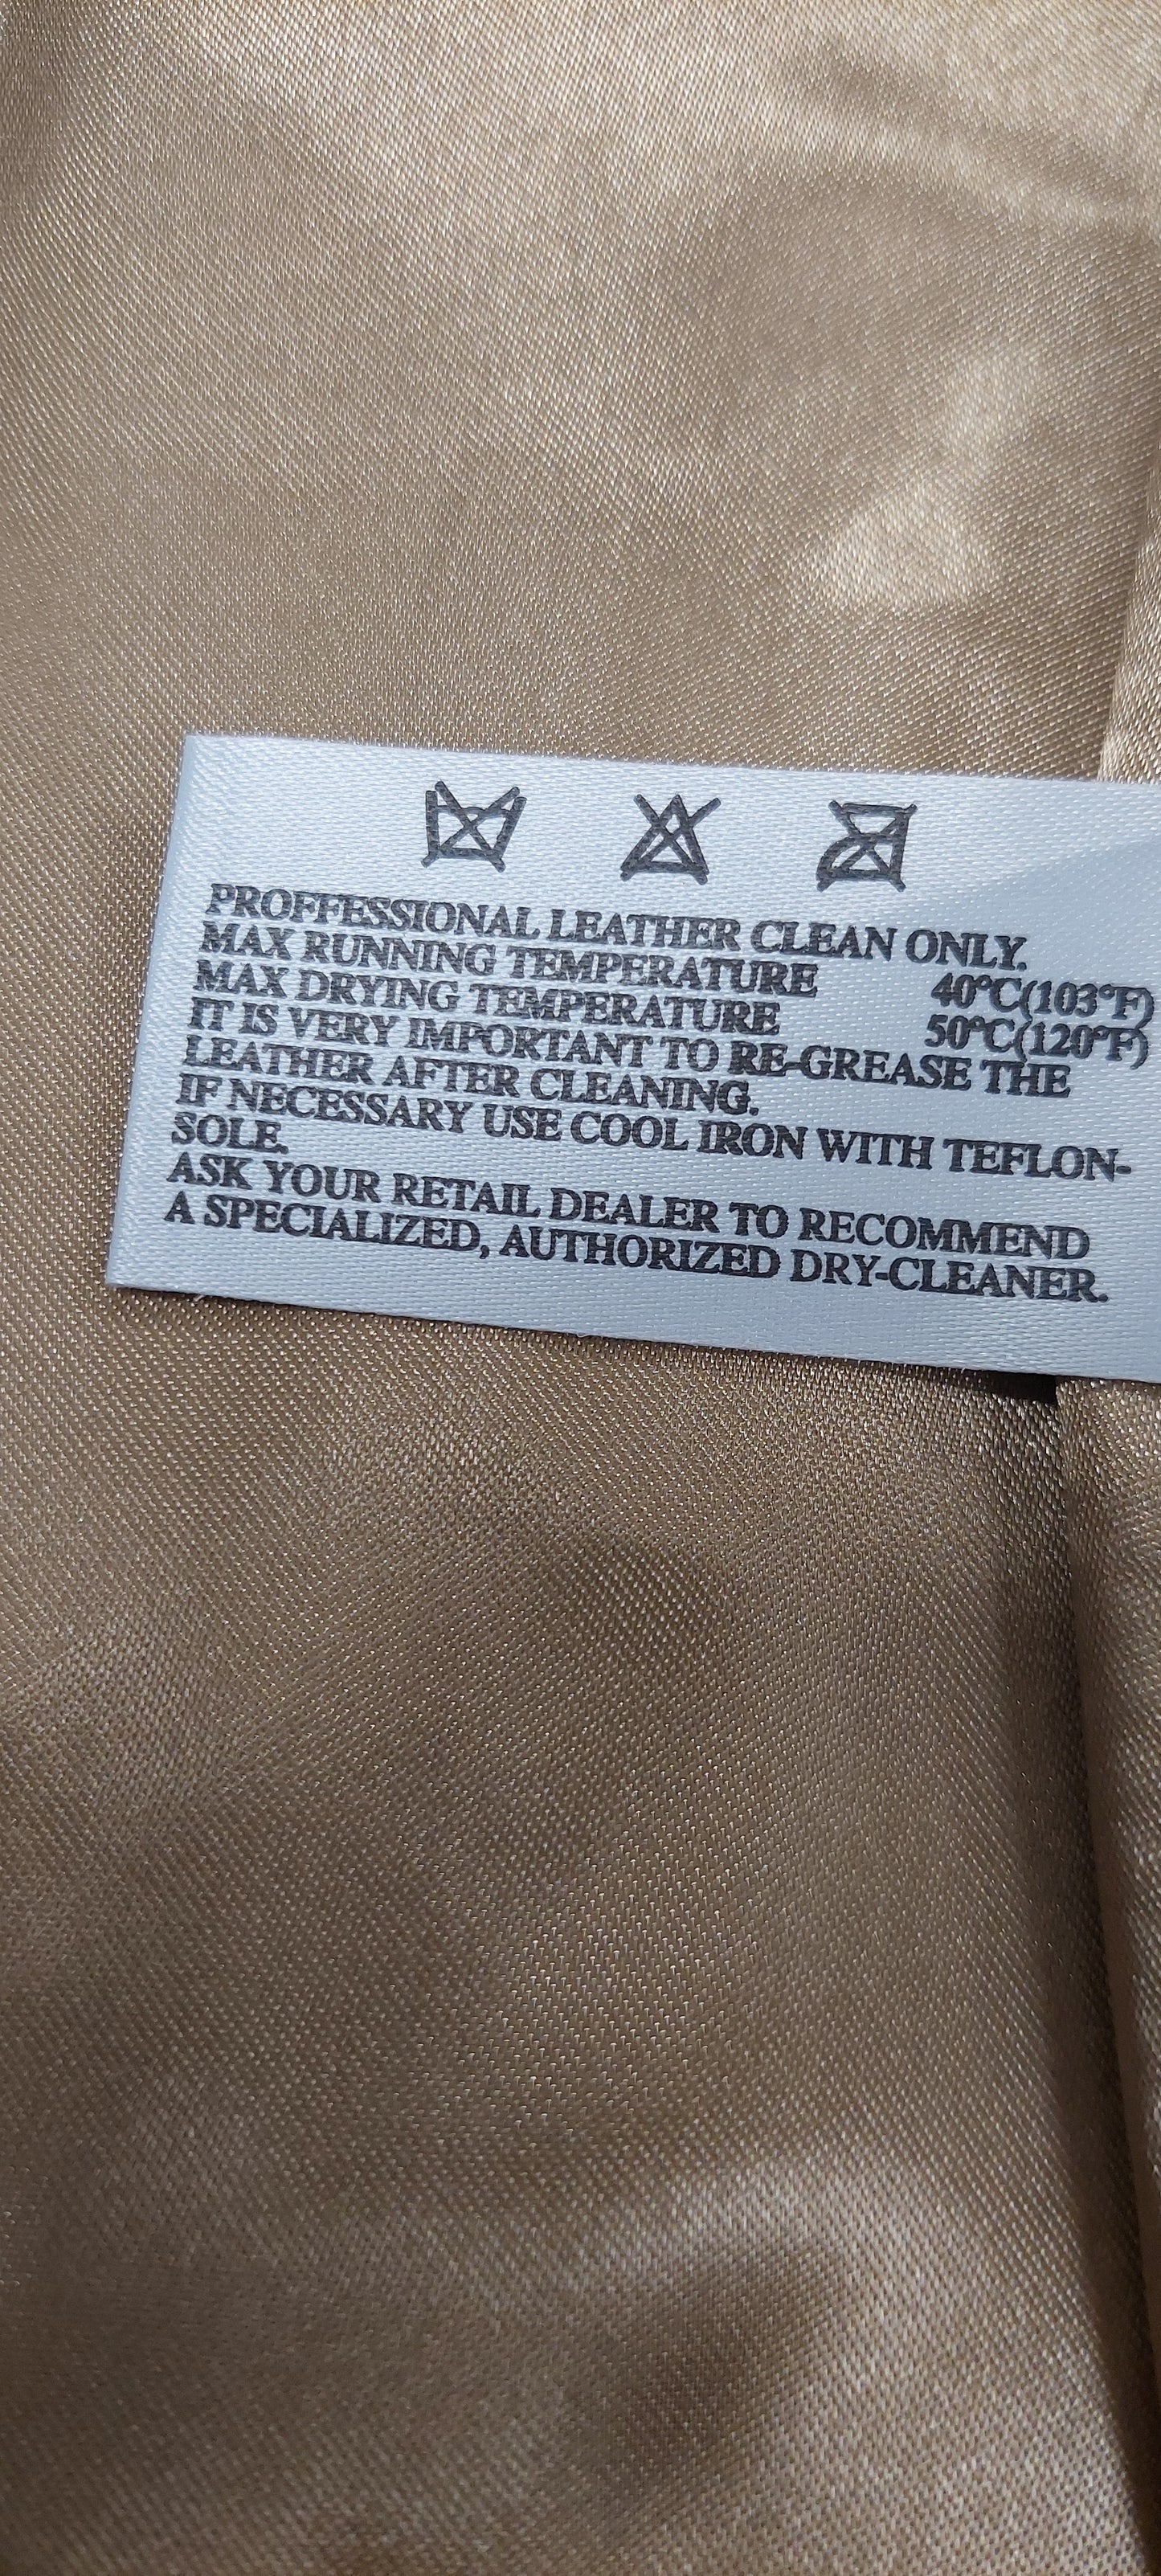 PROFFESSIONAL LEATHER CLEAN ONLY.
MAX RUNNING TEMPERATURE 40°C(103°F)
MAX DRYING TEMPERATURE 50°C(120°F)
IT IS VERY IMPORTANT TO RE-GREASE THE
LEATHER AFTER CLEANING.
IF NECESSARY USE COOL IRON WITH TEFLON-
SOLE.
ASK YOUR RETAIL DEALER TO RECOMMEND
A SPECIALIZED, AUTHORIZED DRY-CLEANER.